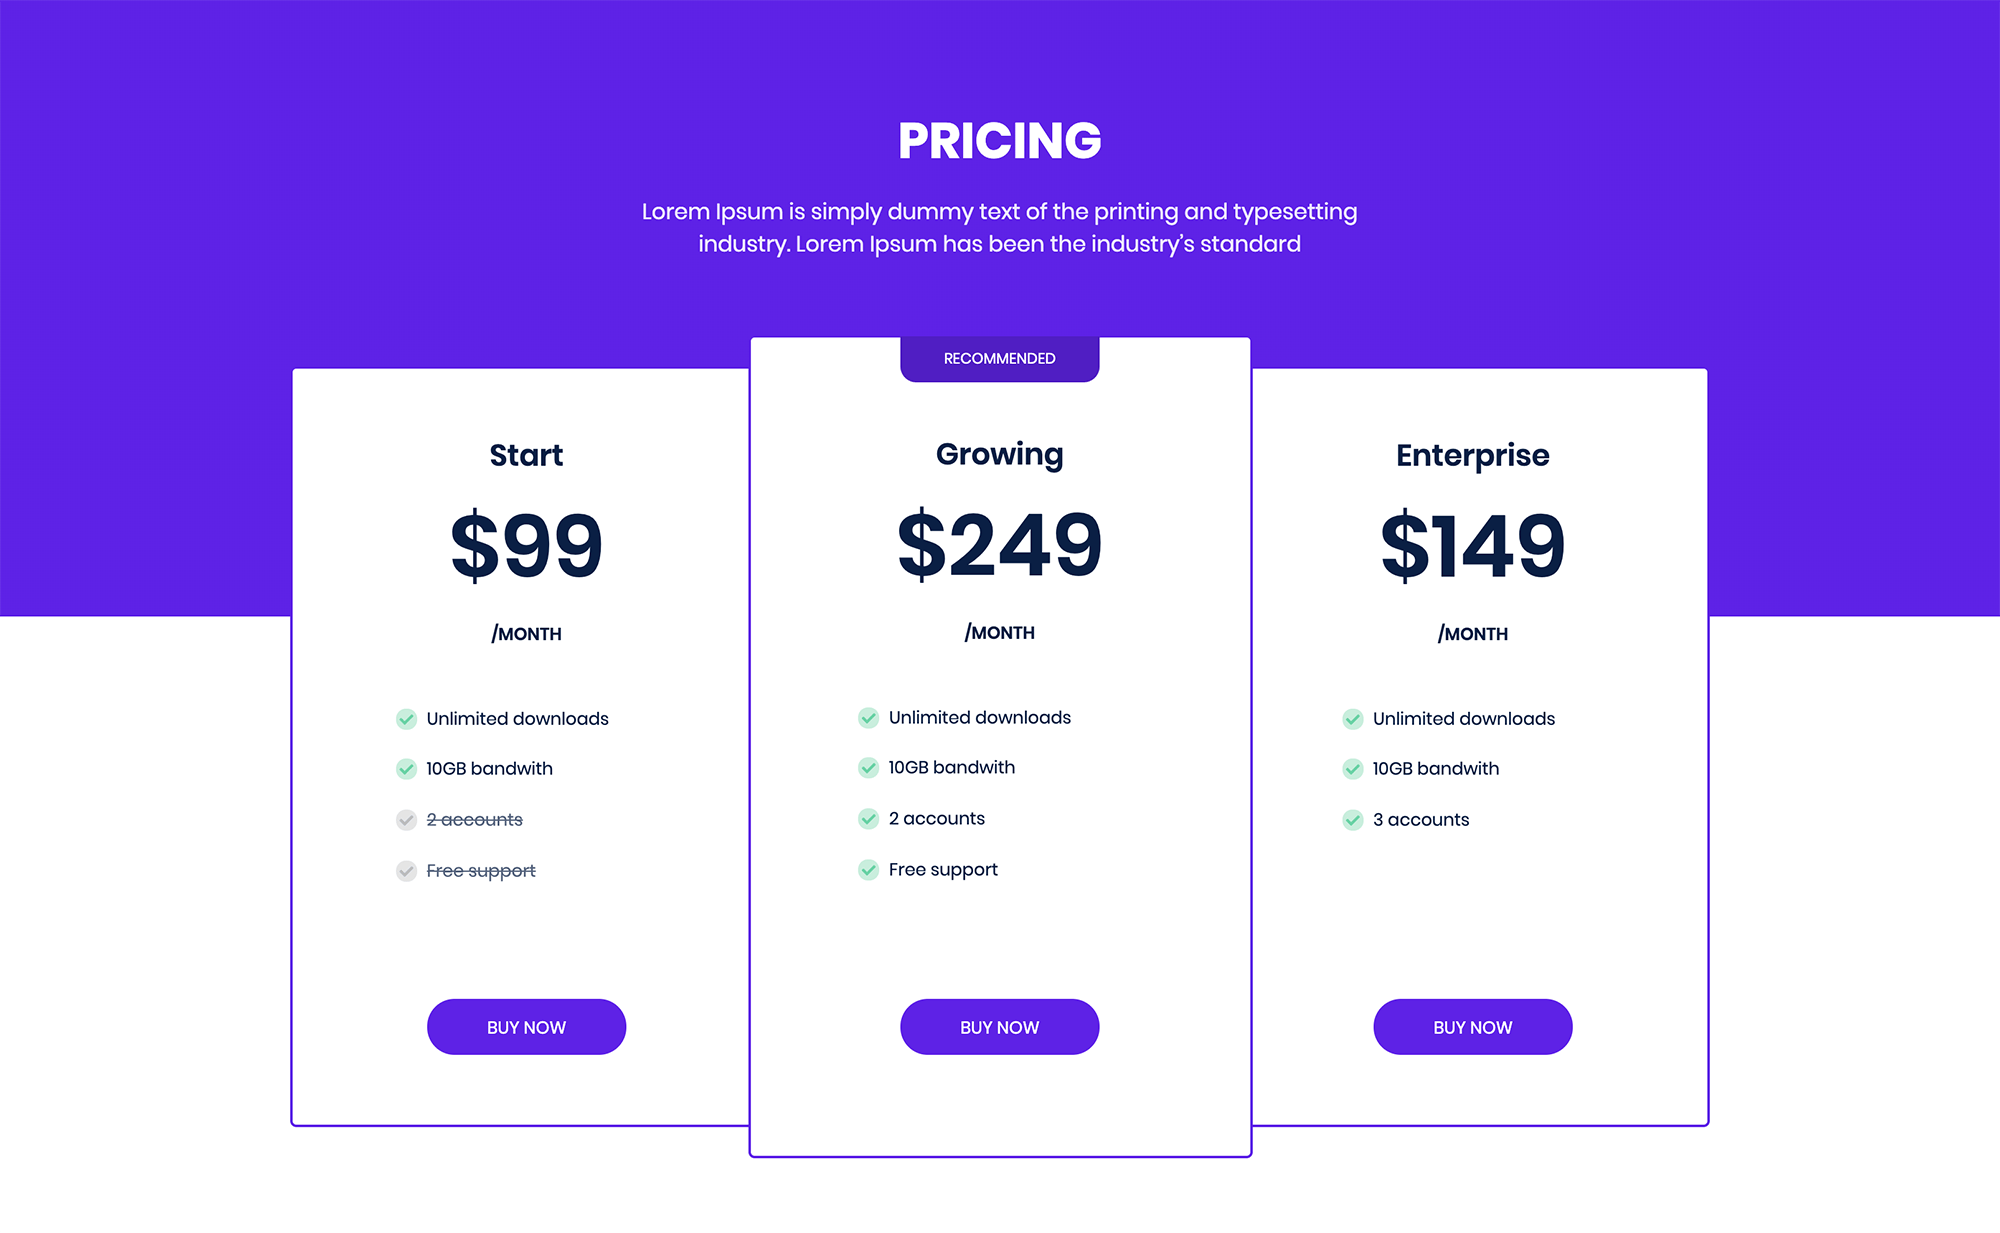 PRICING
Lorem Ipsum is simply dummy text of the printing and typesetting
industry. Lorem Ipsum has been the industry’s standard
Start
$99
/MONTH
Unlimited downloads
10GB bandwith
2 accounts
Free support
BUY NOW
RECOMMENDED
Growing
$249
/MONTH
Unlimited downloads
10GB bandwith
2 accounts
Free support
BUY NOW
Enterprise
$149
/MONTH
Unlimited downloads
10GB bandwith
3 accounts
BUY NOW